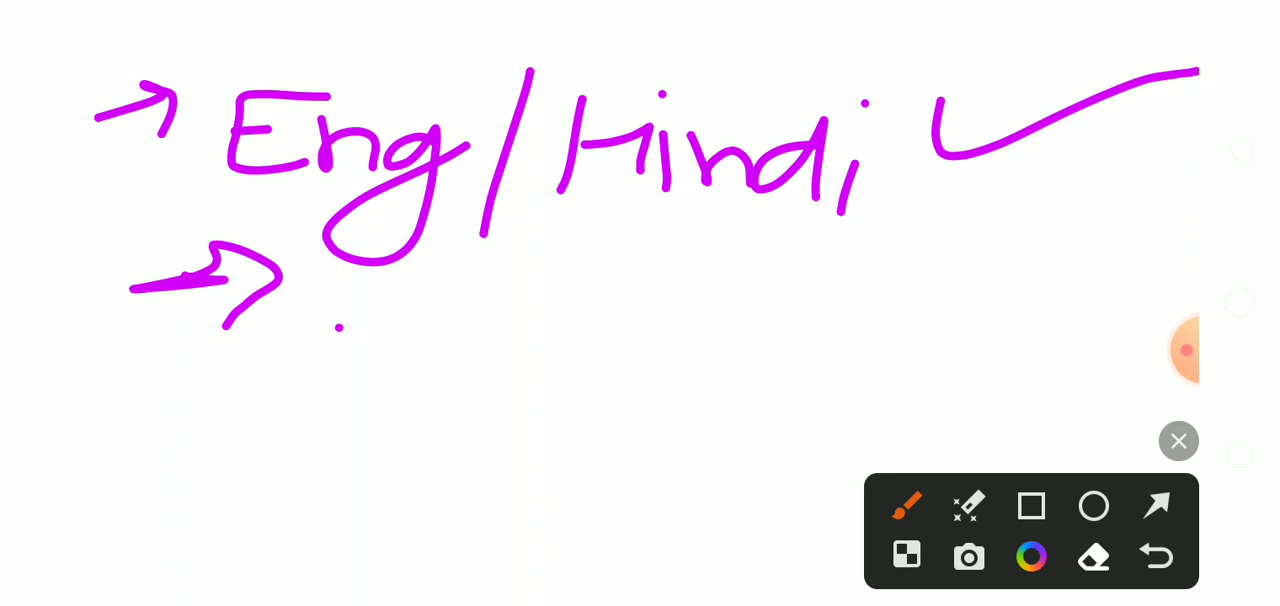 → Eng/Hindi ✓
→ .